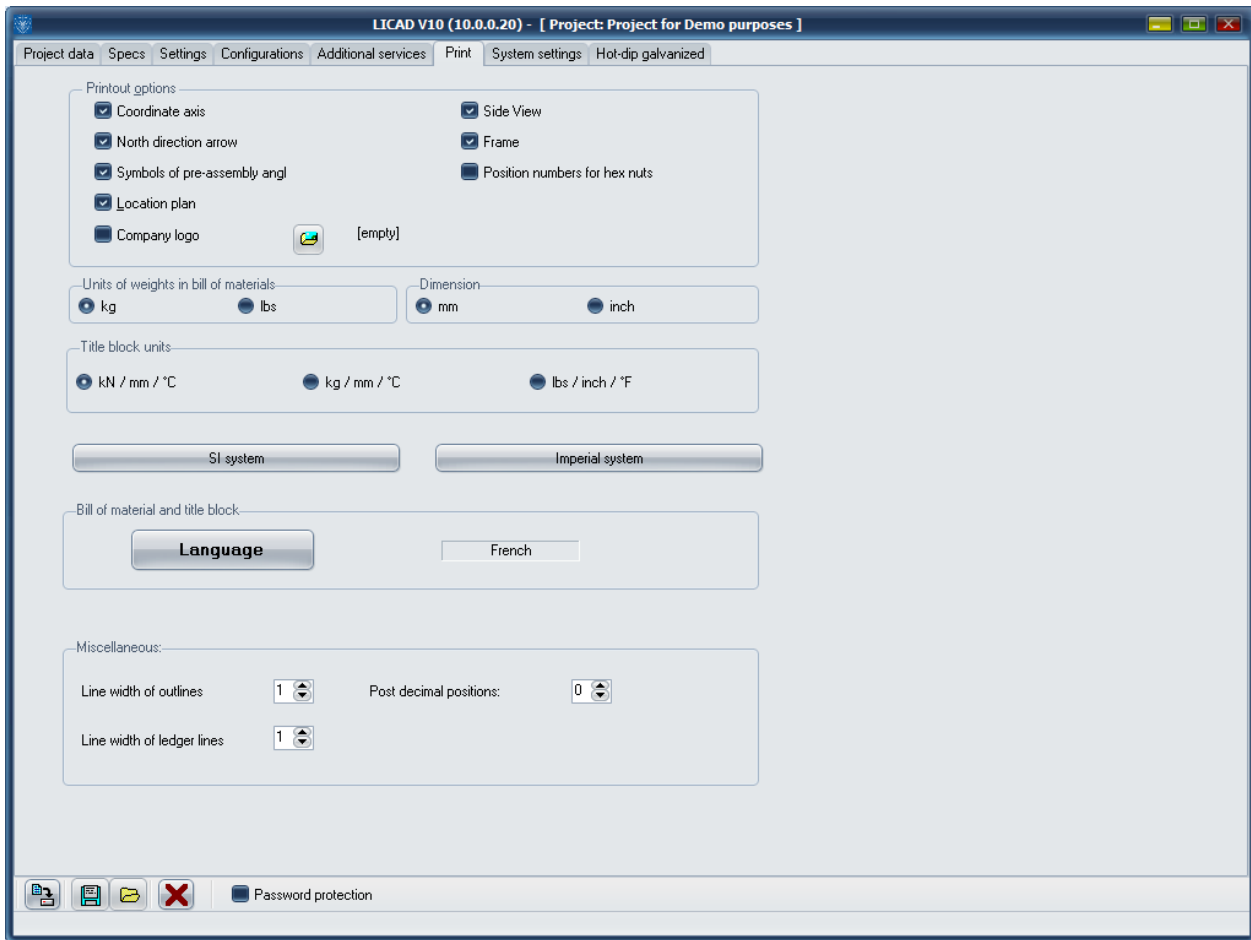 LICAD V10 (10.0.0.20) - [ Project: Project for Demo purposes ]
Project data Specs Settings Configurations Additional services Print System settings Hot-dip galvanized
Printout options
Coordinate axis Side View
North direction arrow Frame
Symbols of pre-assembly angl Position numbers for hex nuts
Location plan
Company logo [empty]
Units of weights in bill of materials Dimension
kg lbs mm inch
Title block units
kN / mm / °C kg / mm / °C lbs / inch / °F
SI system Imperial system
Bill of material and title block
Language French
Miscellaneous:
Line width of outlines 1 Post decimal positions: 0
Line width of ledger lines 1
Password protection